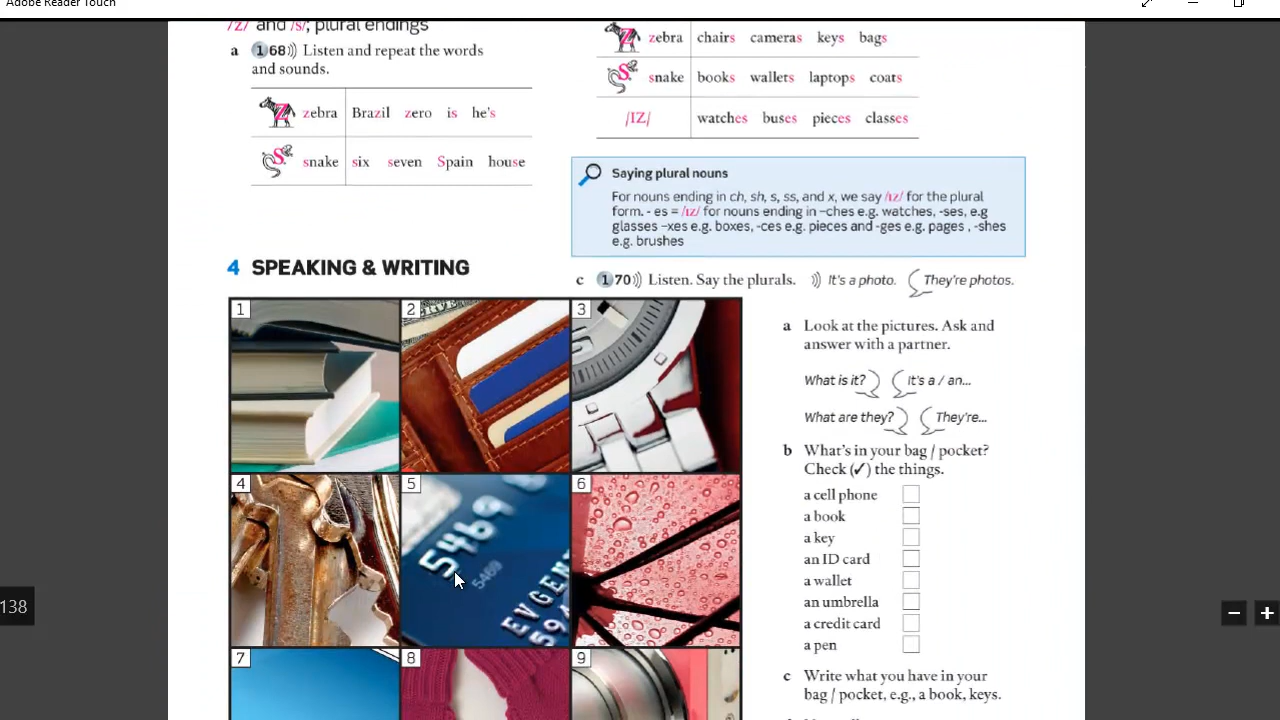 Adobe Reader Touch
/z/ and /s/; plural endings
a 1 68))) Listen and repeat the words
and sounds.
zebra Brazil zero is he's
snake six seven Spain house
zebra chairs cameras keys bags
snake books wallets laptops coats
/IZ/ watches buses pieces classes
Saying plural nouns
For nouns ending in ch, sh, s, ss, and x, we say /ɪz/ for the plural
form. - es = /ɪz/ for nouns ending in –ches e.g. watches, -ses, e.g
glasses –xes e.g. boxes, -ces e.g. pieces and -ges e.g. pages , -shes
e.g. brushes
c 1 70))) Listen. Say the plurals. ))) It's a photo. They're photos.
4 SPEAKING & WRITING
1
2
3
4
5
5469
5469
EVGEN
594
6
7
8
9
a Look at the pictures. Ask and
answer with a partner.
What is it? It's a / an...
What are they? They're...
b What's in your bag / pocket?
Check (✓) the things.
a cell phone
a book
a key
an ID card
a wallet
an umbrella
a credit card
a pen
c Write what you have in your
bag / pocket, e.g., a book, keys.
138